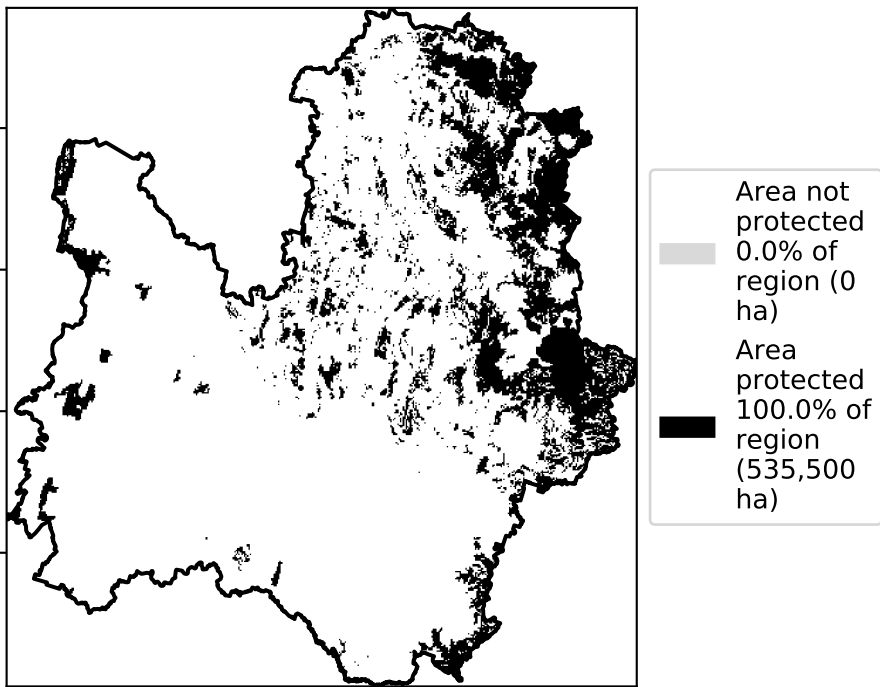 Area not
protected
0.0% of
region (0
ha)
Area
protected
100.0% of
region
(535,500
ha)